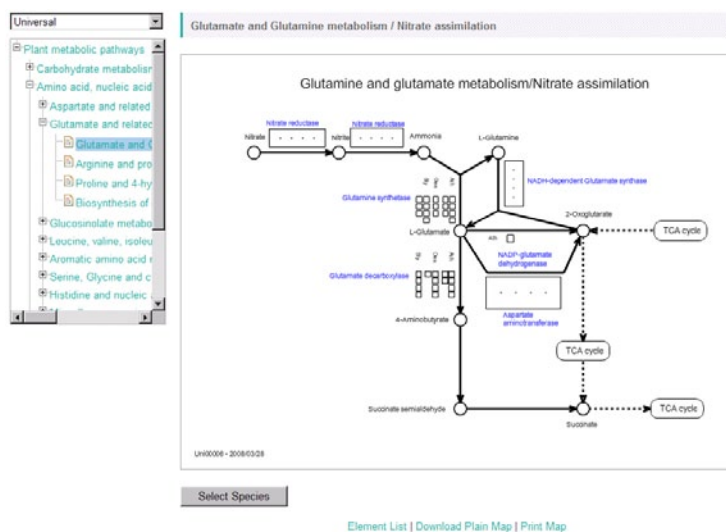 Universal
Glutamate and Glutamine metabolism / Nitrate assimilation
Plant metabolic pathways
Carbohydrate metabolism
Amino acid, nucleic acid
Aspartate and related
Glutamate and related
Glutamate and G
Arginine and pro
Proline and 4-hy
Biosynthesis of
Glucosinolate metabo
Leucine, valine, isoleu
Aromatic amino acid
Serine, Glycine and c
Histidine and nucleic
Glutamine and glutamate metabolism/Nitrate assimilation
Nitrate reductase
Nitrate reductase
Nitrate
Nitrite
Ammonia
L-Glutamine
NADH-dependent Glutamate synthase
Glutamine synthetase
L-Glutamate
2-Oxoglutarate
TCA cycle
Ath
NADP-glutamate
dehydrogenase
Glutamate decarboxylase
Aspartate
aminotransferase
4-Aminobutyrate
TCA cycle
Succinate semialdehyde
Succinate
TCA cycle
Uni00006 - 2008/03/28
Select Species
Element List | Download Plain Map | Print Map